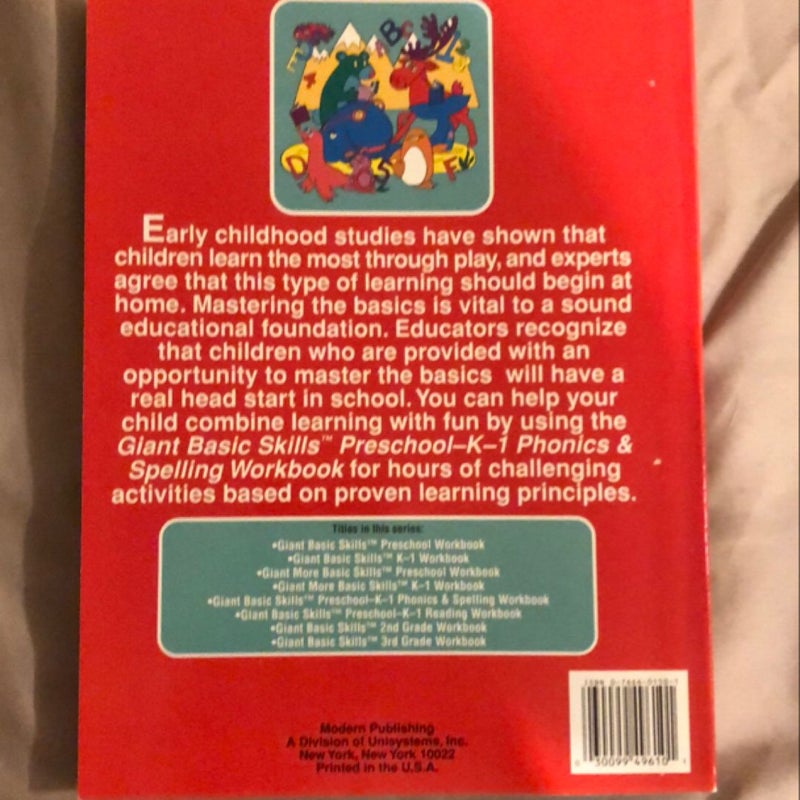 B
D
F
Early childhood studies have shown that
children learn the most through play, and experts
agree that this type of learning should begin at
home. Mastering the basics is vital to a sound
educational foundation. Educators recognize
that children who are provided with an
opportunity to master the basics will have a
real head start in school. You can help your
child combine learning with fun by using the
Giant Basic Skills™ Preschool–K–1 Phonics &
Spelling Workbook for hours of challenging
activities based on proven learning principles.
Titles in this series:
•Giant Basic Skills™ Preschool Workbook
•Giant Basic Skills™ K–1 Workbook
•Giant More Basic Skills™ Preschool Workbook
•Giant More Basic Skills™ K–1 Workbook
•Giant Basic Skills™ Preschool–K–1 Phonics & Spelling Workbook
•Giant Basic Skills™ Preschool–K–1 Reading Workbook
•Giant Basic Skills™ 2nd Grade Workbook
•Giant Basic Skills™ 3rd Grade Workbook
ISBN
0 30099 49610 1
Modern Publishing
A Division of Unisystems, Inc.
New York, New York 10022
Printed in the U.S.A.